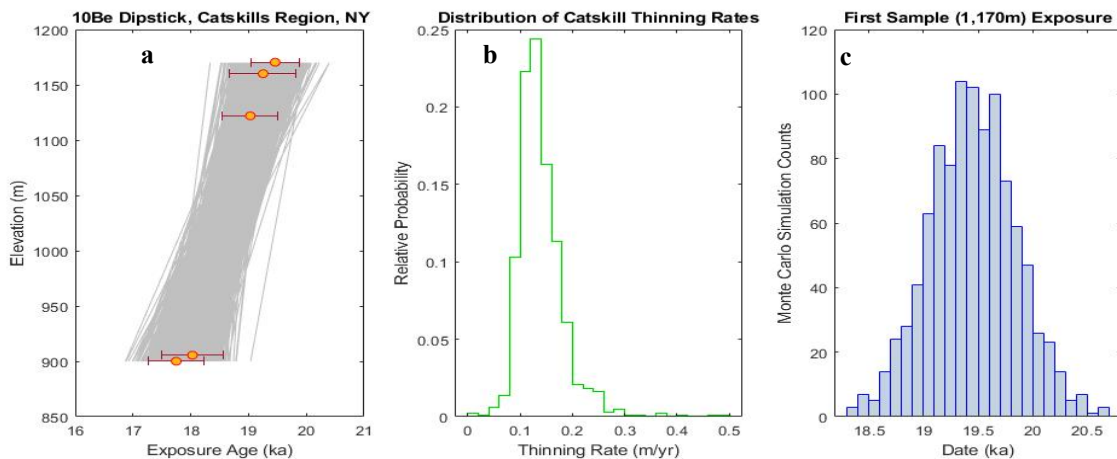 10Be Dipstick, Catskills Region, NY
a
1200
1150
1100
1050
1000
950
900
850
Elevation (m)
16 17 18 19 20 21
Exposure Age (ka)
Distribution of Catskill Thinning Rates
b
0.25
0.2
0.15
0.1
0.05
0
Relative Probability
0 0.1 0.2 0.3 0.4 0.5
Thinning Rate (m/yr)
First Sample (1,170m) Exposure
c
120
100
80
60
40
20
0
Monte Carlo Simulation Counts
18.5 19 19.5 20 20.5
Date (ka)